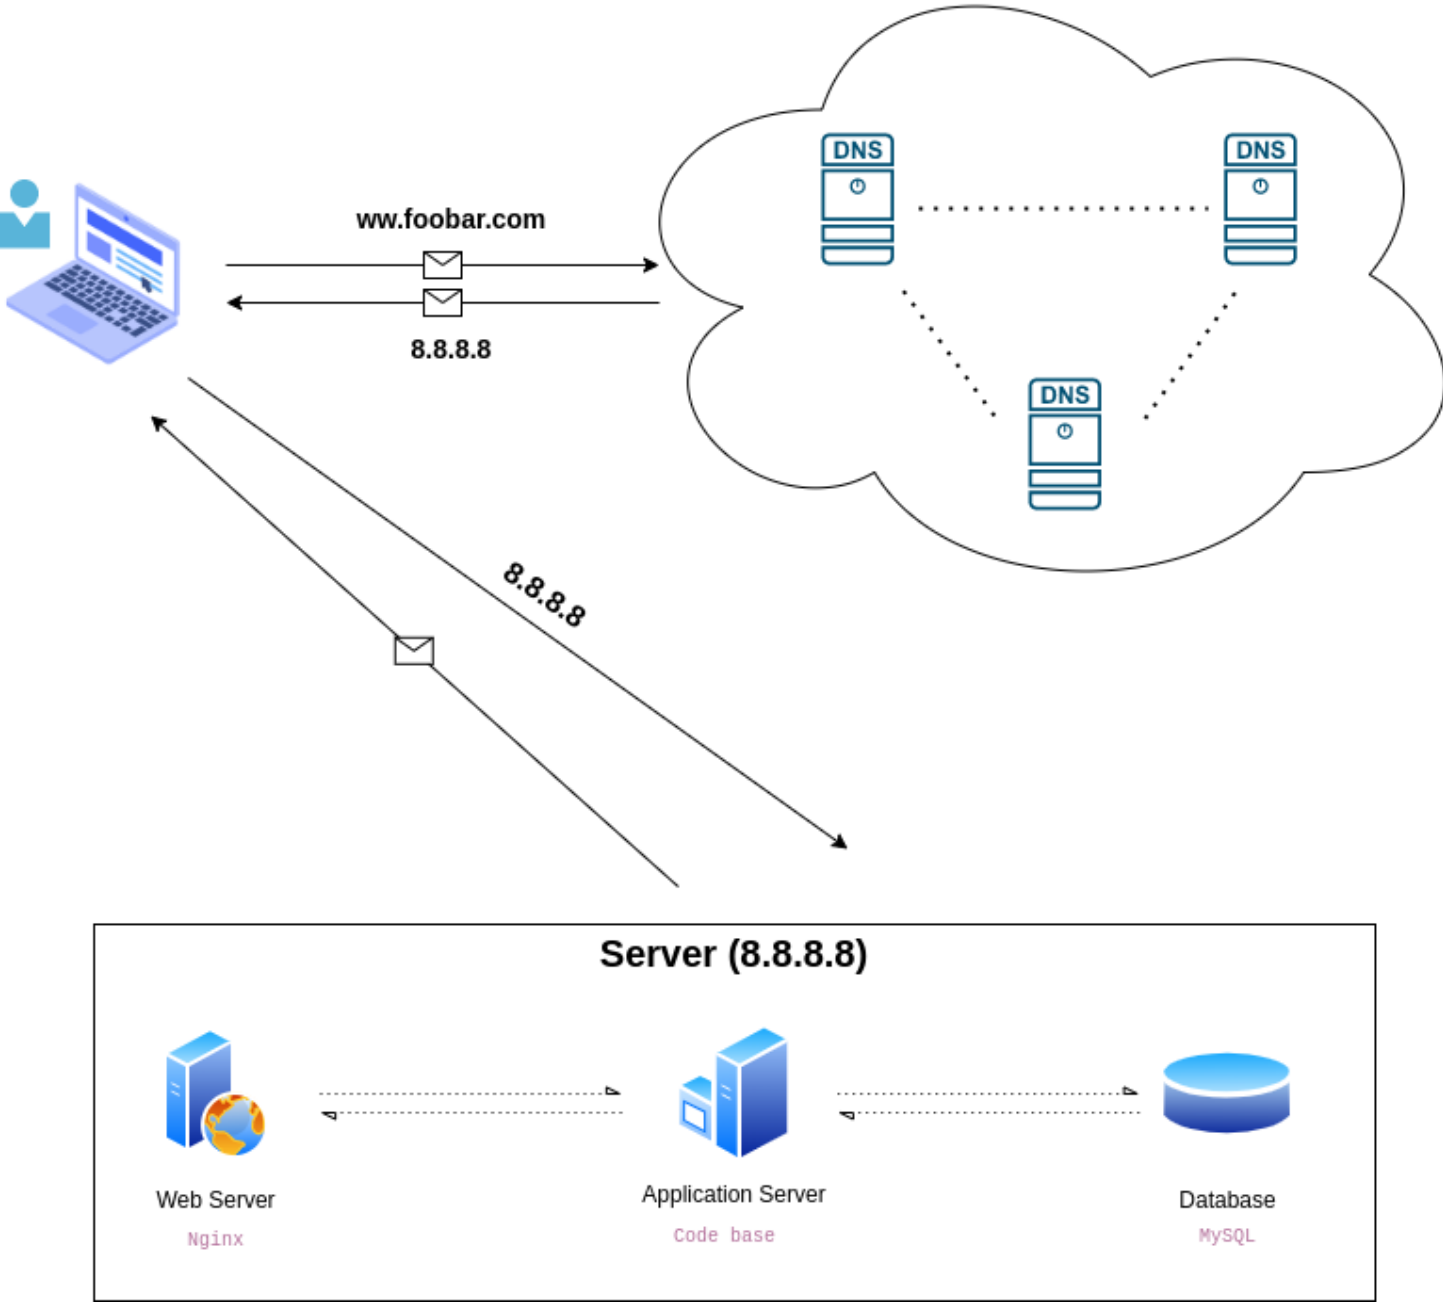 DNS
DNS
ww.foobar.com
8.8.8.8
DNS
8.8.8.8
Server (8.8.8.8)
Web Server
Application Server
Database
Nginx
Code base
MySQL